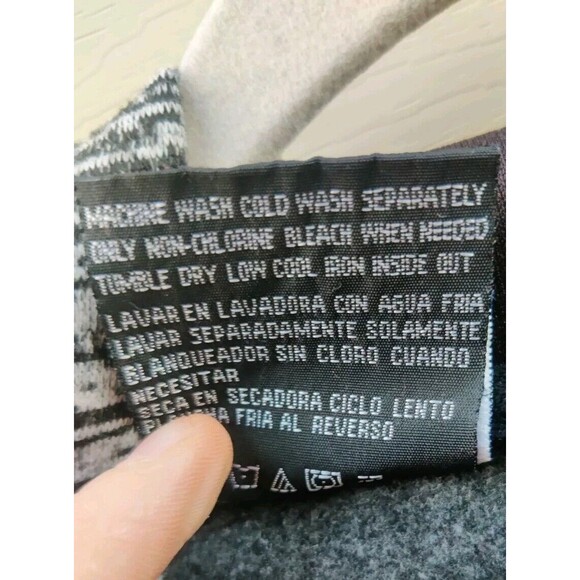 MACHINE WASH COLD WASH SEPARATELY
ONLY NON-CHLORINE BLEACH WHEN NEEDED
TUMBLE DRY LOW COOL IRON INSIDE OUT
LAVAR EN LAVADORA CON AGUA FRIA
LAVAR SEPARADAMENTE SOLAMENTE
BLANQUEADOR SIN CLORO CUANDO
NECESITAR
SECA EN SECADORA CICLO LENTO
PLANCHA FRIA AL REVERSO